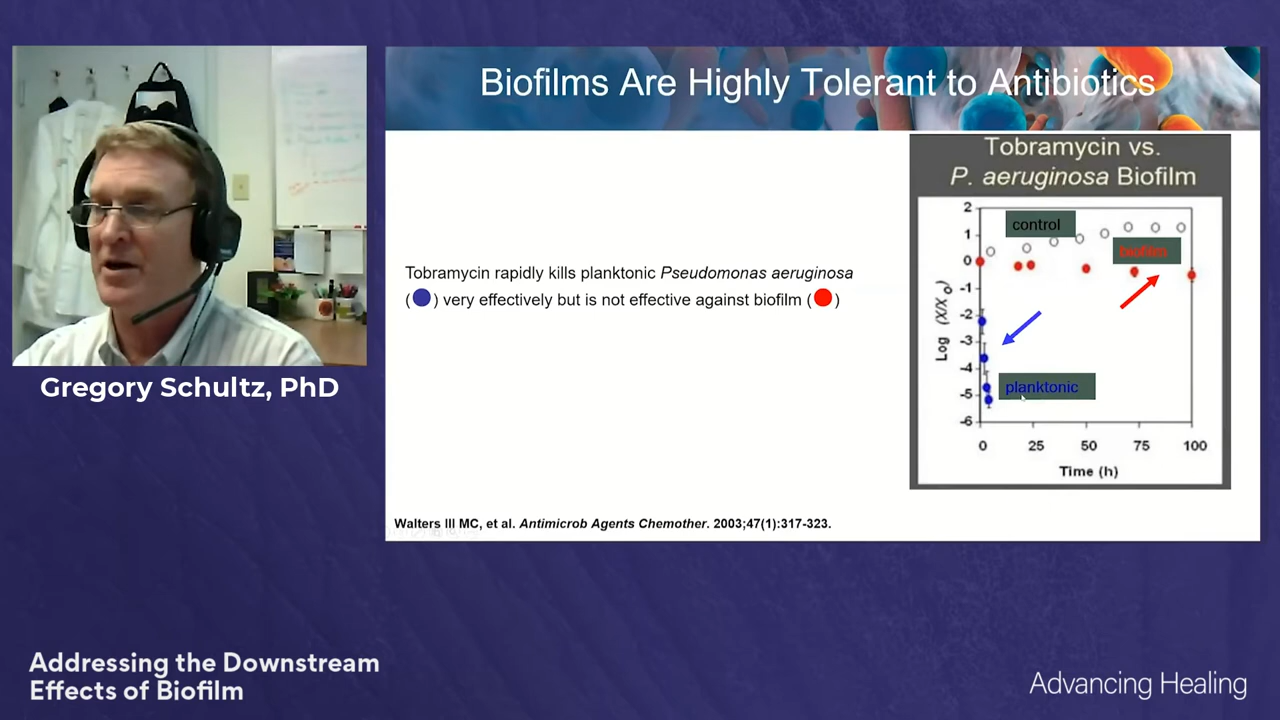 Biofilms Are Highly Tolerant to Antibiotics
Tobramycin vs.
P. aeruginosa Biofilm
Tobramycin rapidly kills planktonic Pseudomonas aeruginosa
(●) very effectively but is not effective against biofilm (●)
2
1
0
-1
-2
-3
-4
-5
-6
Log (X/X₀)
control
biofilm
planktonic
0 25 50 75 100
Time (h)
Walters III MC, et al. Antimicrob Agents Chemother. 2003;47(1):317-323.
Gregory Schultz, PhD
Addressing the Downstream
Effects of Biofilm
Advancing Healing